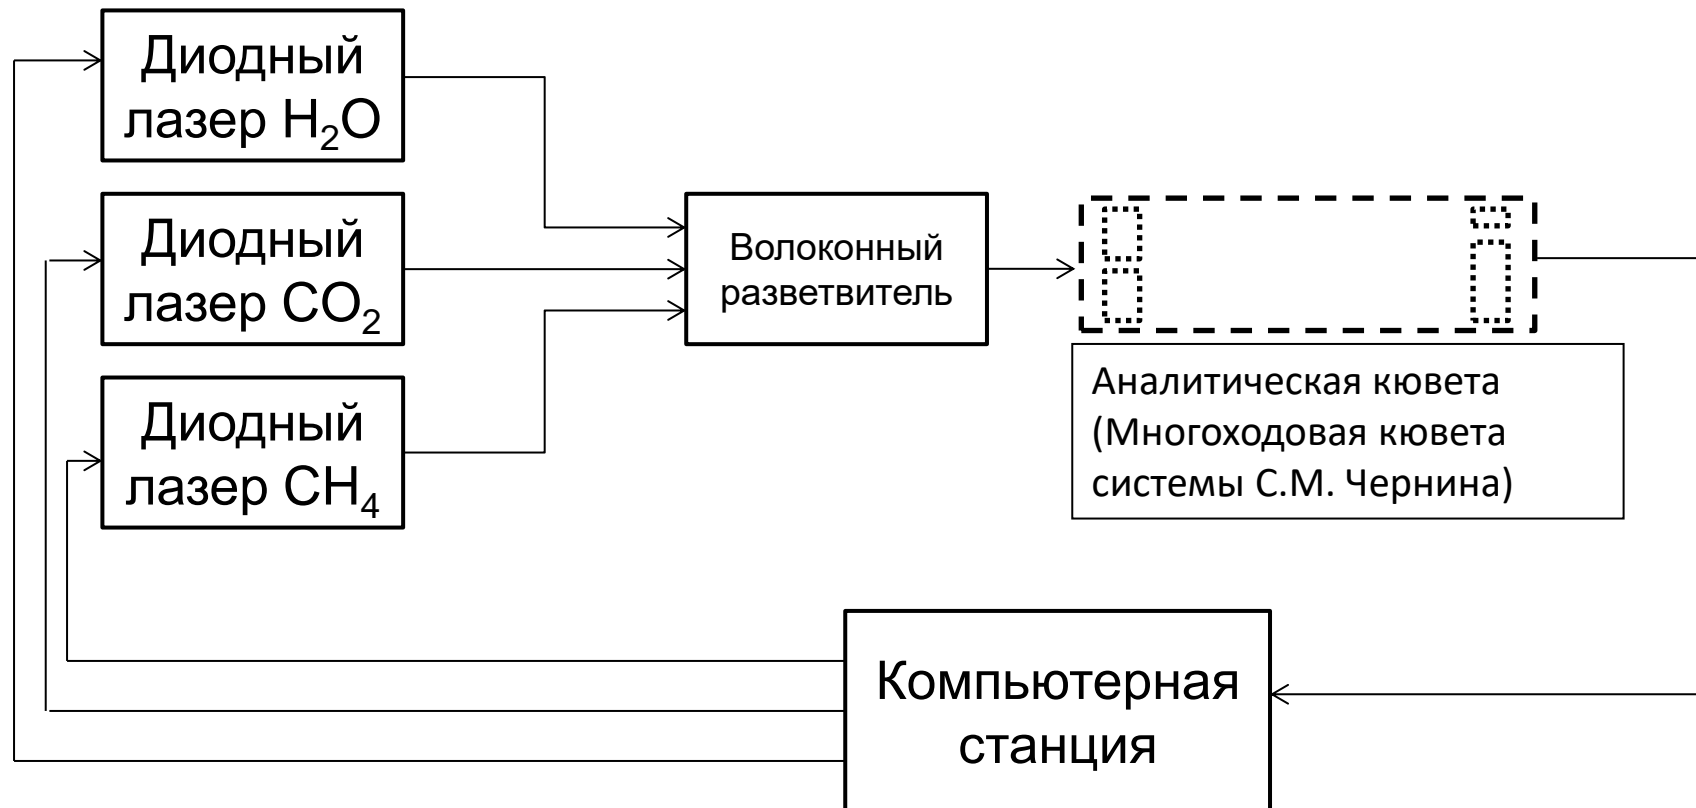 Диодный
лазер H₂O
Диодный
лазер CO₂
Диодный
лазер CH₄
Волоконный
разветвитель
Аналитическая кювета
(Многоходовая кювета
системы С.М. Чернина)
Компьютерная
станция